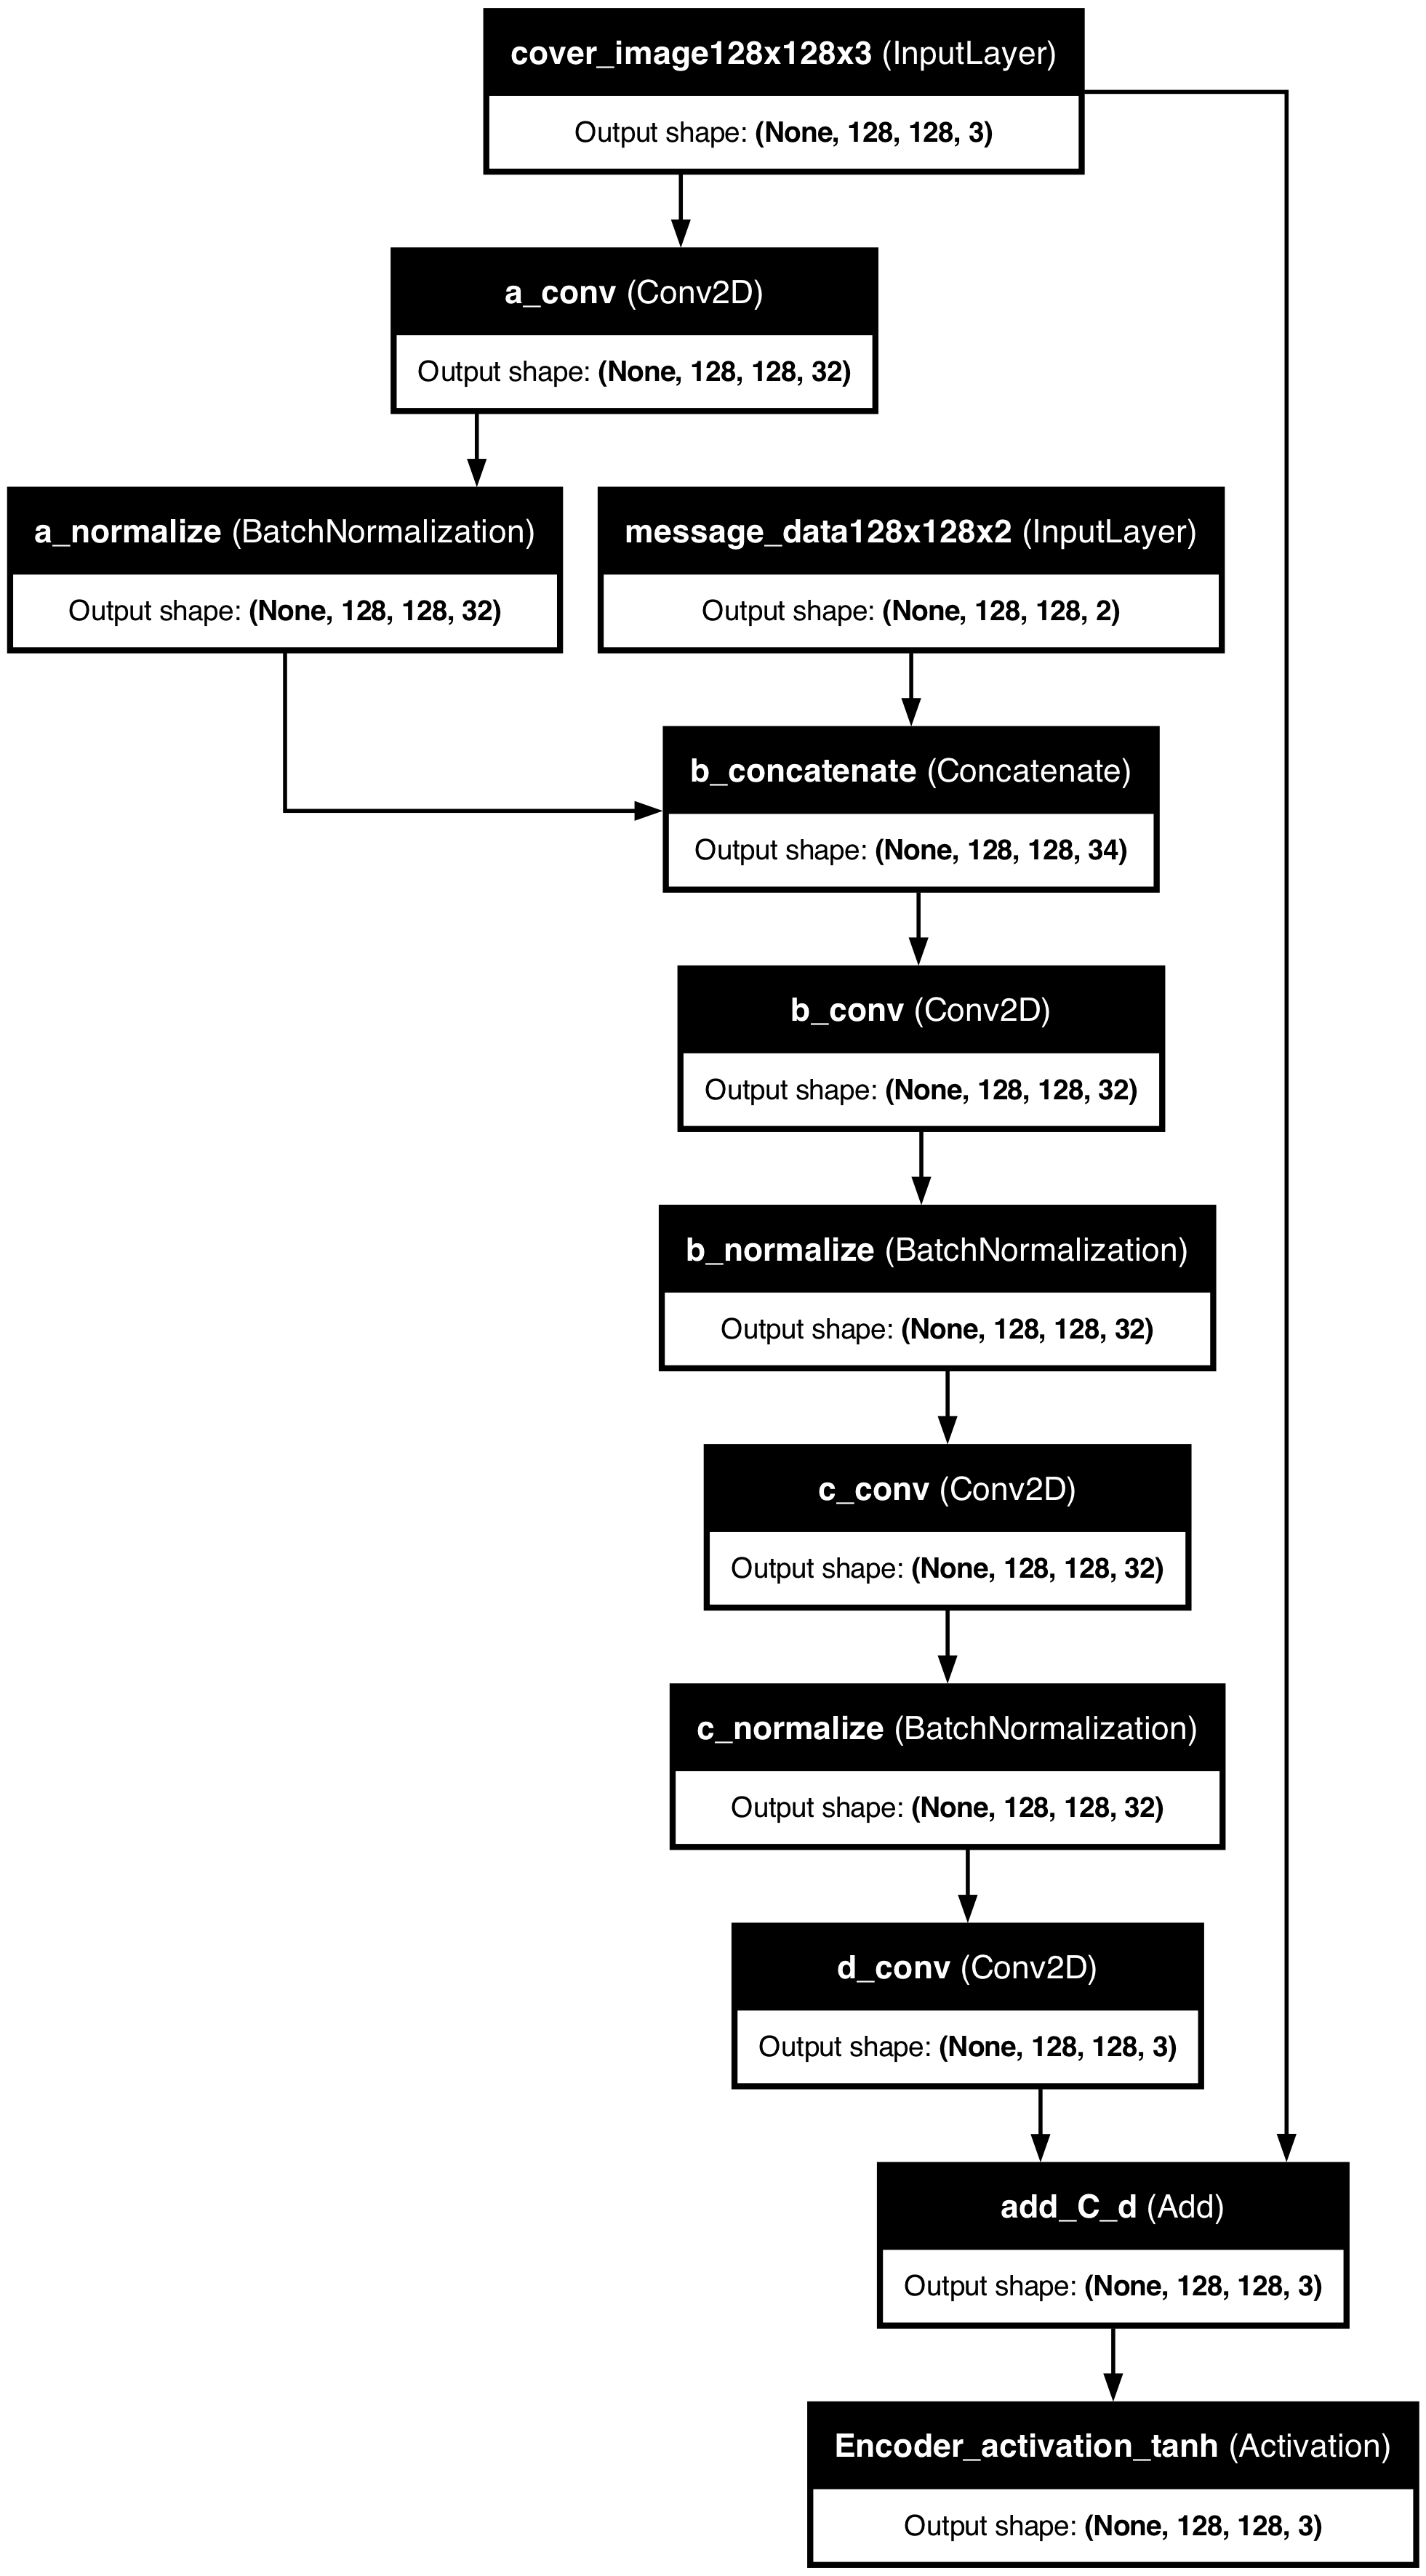 cover_image128x128x3 (InputLayer)
Output shape: (None, 128, 128, 3)
a_conv (Conv2D)
Output shape: (None, 128, 128, 32)
a_normalize (BatchNormalization)
Output shape: (None, 128, 128, 32)
message_data128x128x2 (InputLayer)
Output shape: (None, 128, 128, 2)
b_concatenate (Concatenate)
Output shape: (None, 128, 128, 34)
b_conv (Conv2D)
Output shape: (None, 128, 128, 32)
b_normalize (BatchNormalization)
Output shape: (None, 128, 128, 32)
c_conv (Conv2D)
Output shape: (None, 128, 128, 32)
c_normalize (BatchNormalization)
Output shape: (None, 128, 128, 32)
d_conv (Conv2D)
Output shape: (None, 128, 128, 3)
add_C_d (Add)
Output shape: (None, 128, 128, 3)
Encoder_activation_tanh (Activation)
Output shape: (None, 128, 128, 3)